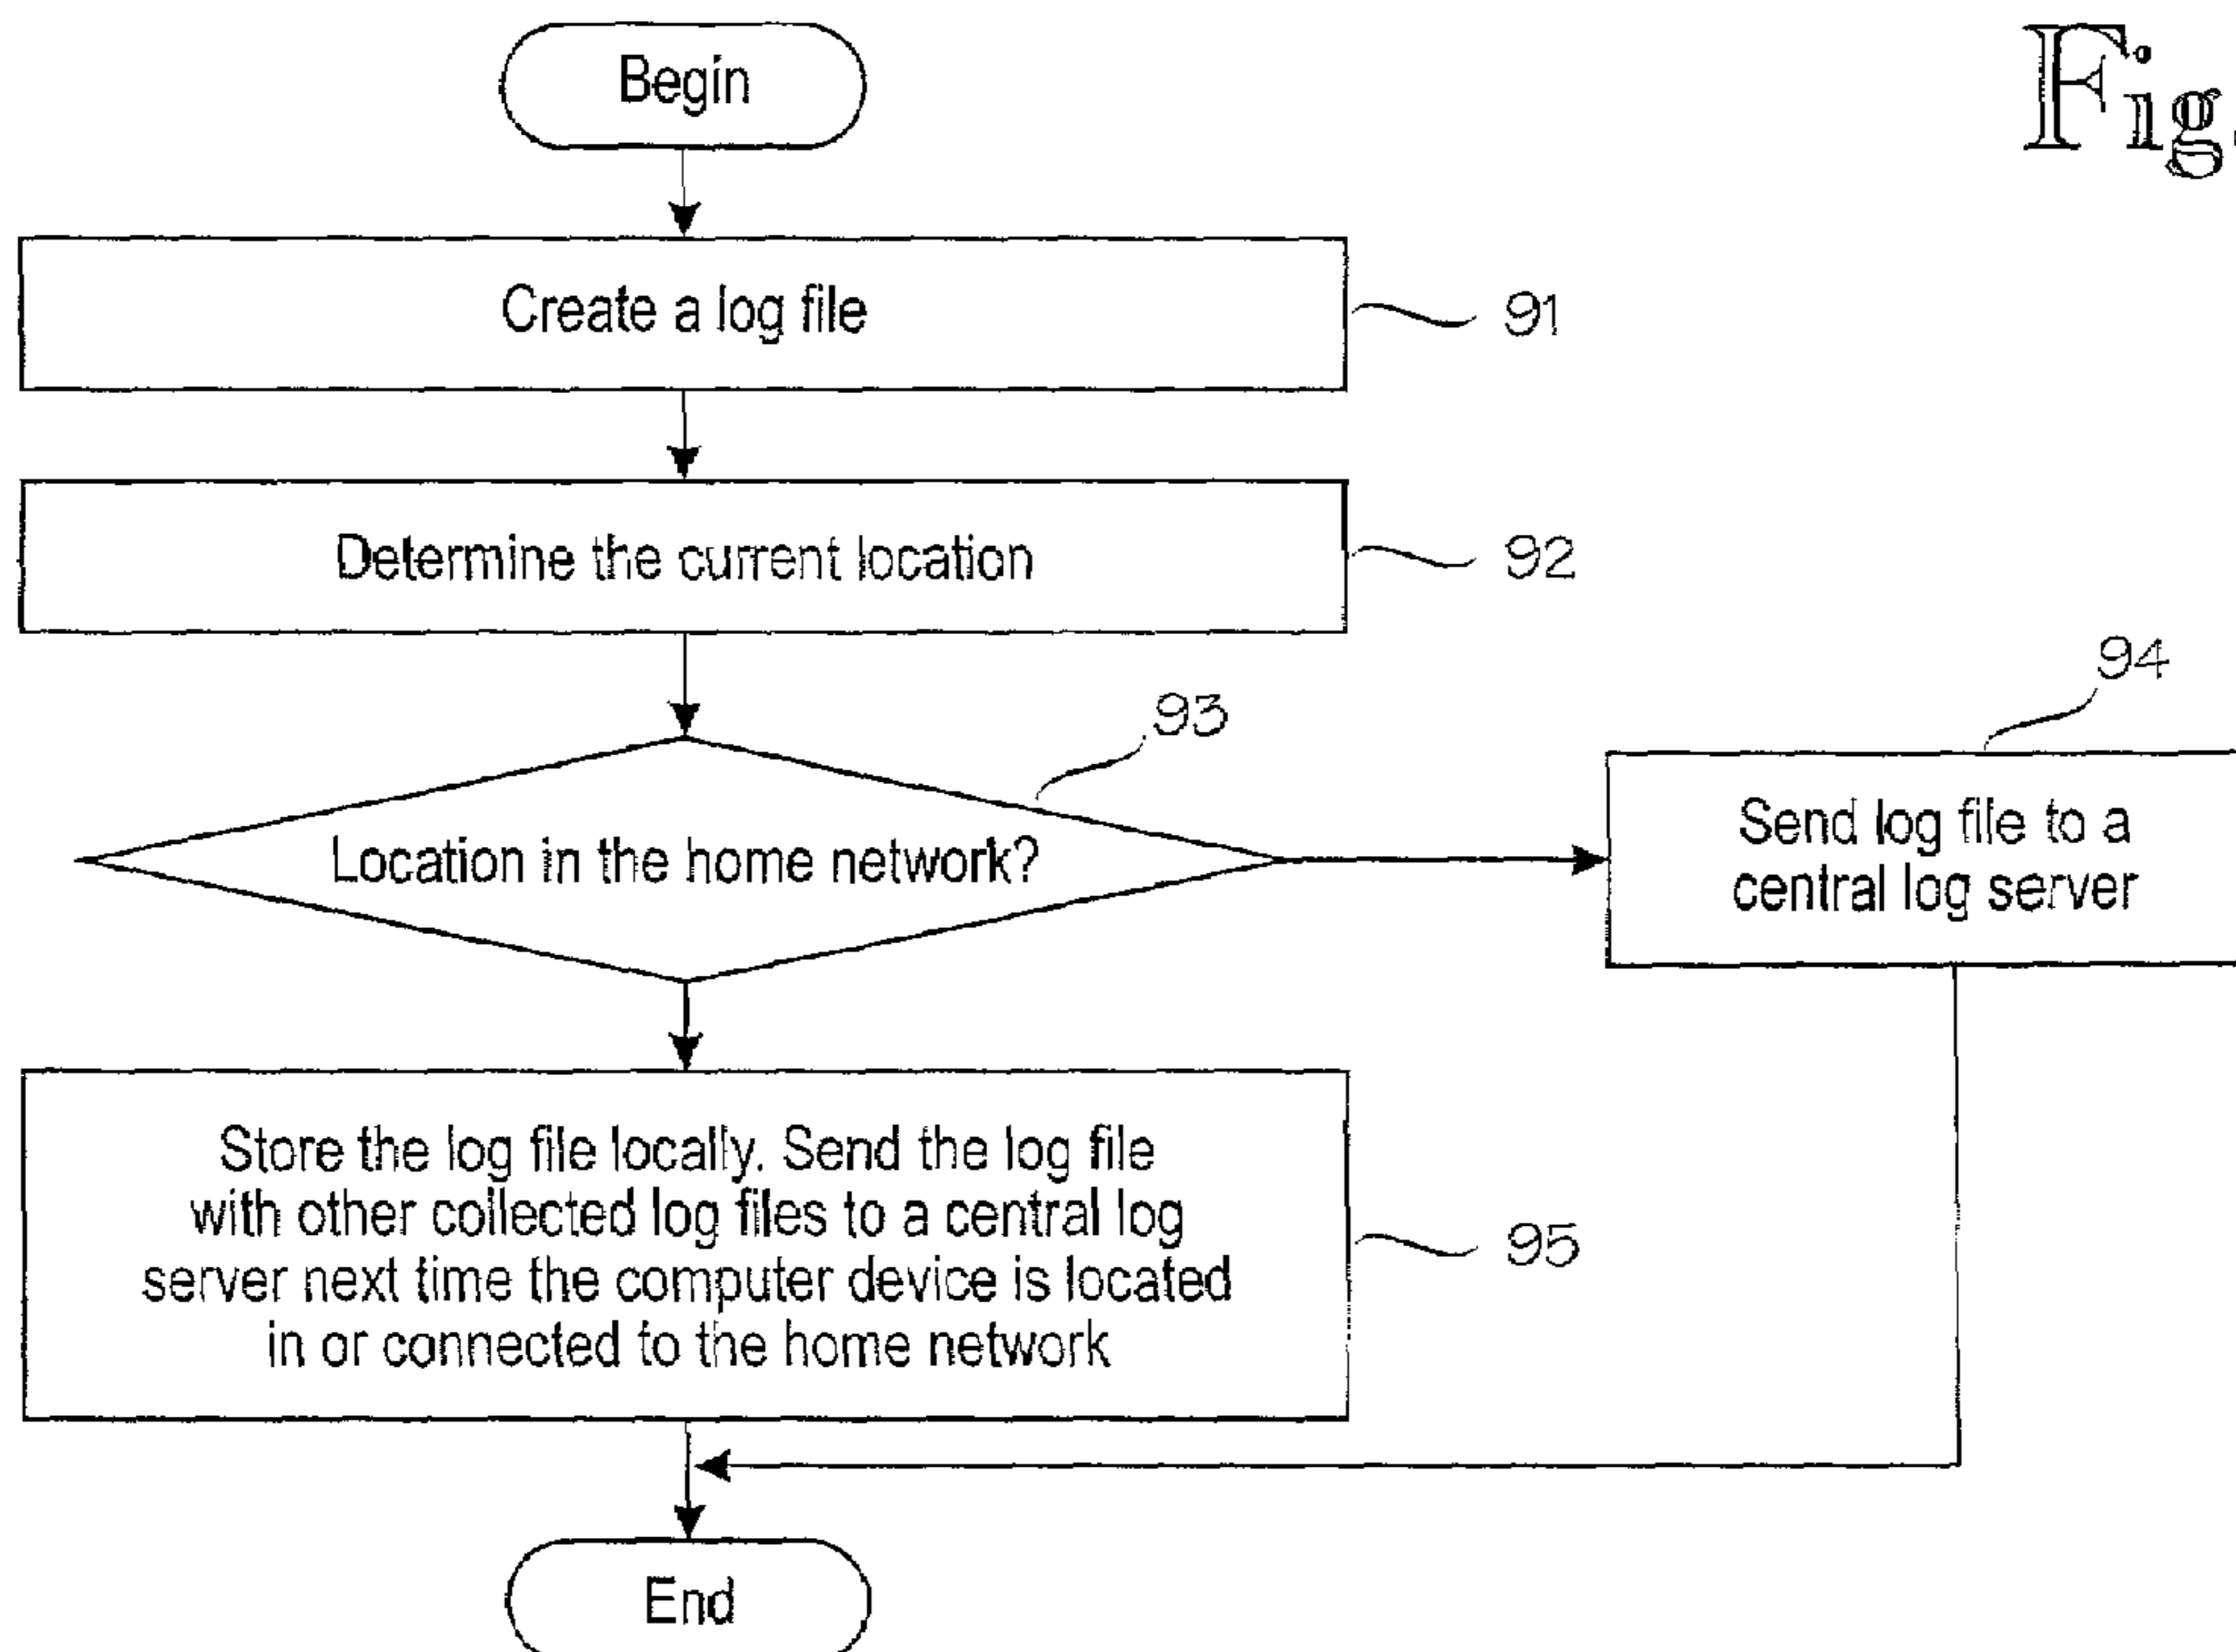 Fig.
Begin
Create a log file
91
Determine the current location
92
93
Location in the home network?
94
Send log file to a
central log server
Store the log file locally. Send the log file
with other collected log files to a central log
server next time the computer device is located
in or connected to the home network
95
End